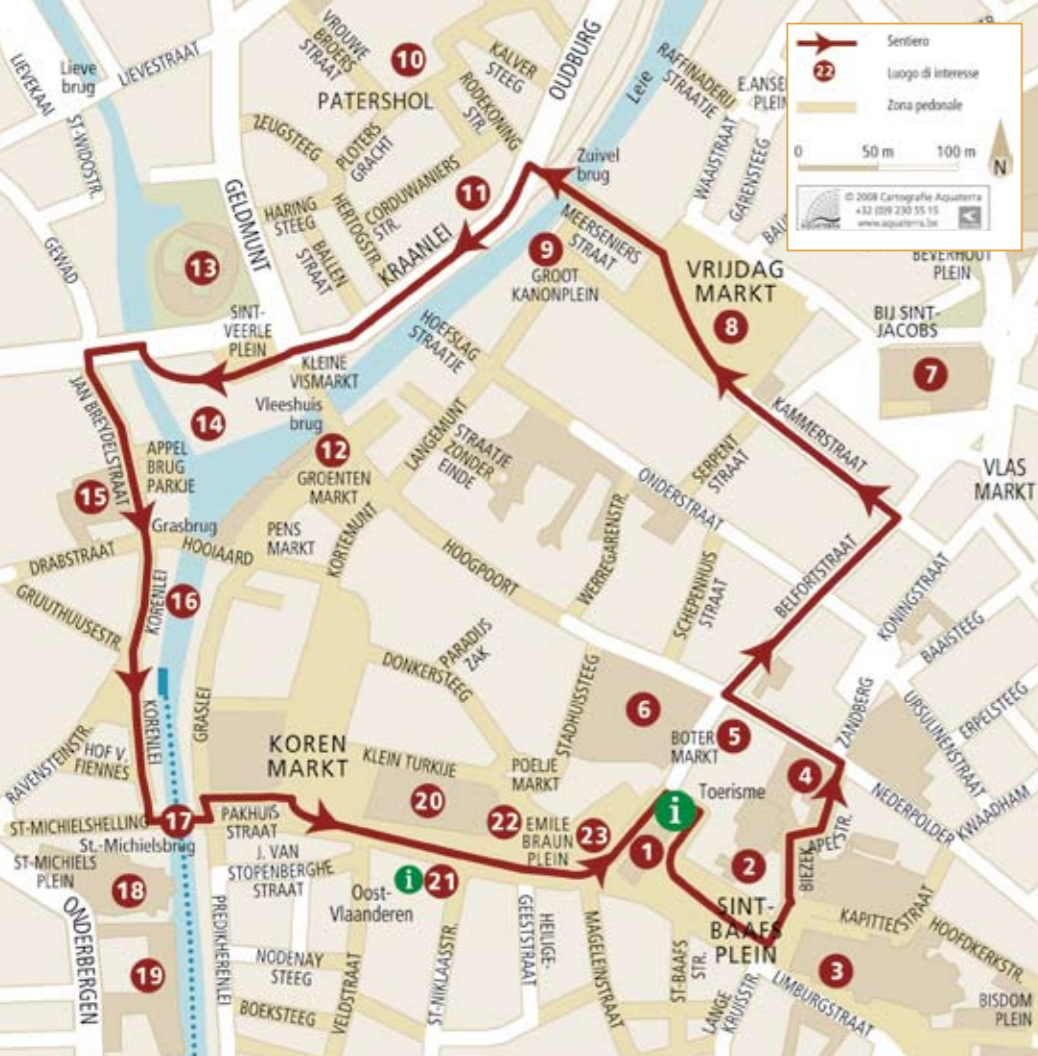 Sentiero
22
Luogo di interesse
Zona pedonale
0
50 m
100 m
N
© 2008 Cartografie Aquaterra
+32 (0)9 230 55 15
www.aquaterra.be
AQUATERRA
LIEVEKAAI
Lieve
brug
LIEVESTRAAT
ST-WIDOSTR.
VROUWE
BROERS
STRAAT
10
PATERSHOL
KALVER
STEEG
RODEKONING
STR.
OUDBURG
Leie
RAFFINADERIJ
STRAATJE
WAAISTRAAT
GARENSTEEG
ZEUGSTEEG
PLOTERS
GRACHT
CORDUWANIERS
STR.
11
Zuivel
brug
GELDMUNT
HARING
STEEG
HERTOGSTR.
BALLEN
STRAAT
KRAANLEI
MEERSENIERS
STRAAT
9
GROOT
KANONPLEIN
VRIJDAG
MARKT
8
BEVERHOUT
PLEIN
BIJ SINT-
JACOBS
7
GEWAD
13
SINT-
VEERLE
PLEIN
KLEINE
VISMARKT
HOEFSLAG
STRAATJE
Vleeshuis
brug
14
12
GROENTEN
MARKT
LANGEMUNT
STRAATJE
ZONDER
EINDE
SERPENT
STRAAT
KAMMERSTRAAT
VLAS
MARKT
JAN BREYDELSTRAAT
APPEL
BRUG
PARKJE
15
Grasbrug
DRABSTRAAT
HOOIAARD
PENS
MARKT
KORTEMUNT
HOOGPOORT
ONDERSTRAAT
WERREGARENSTR.
SCHEPENHUIS
STRAAT
BELFORTSTRAAT
KONINGSTRAAT
BAAISTEEG
GRUUTHUUSESTR.
KORENLEI
16
KORENLEI
GRASLEI
PARADIJS
ZAK
DONKERSTEEG
STADHUISSTEEG
6
BOTER
MARKT
5
ZANDBERG
URSULINENSTRAAT
ERPELSTEEG
RAVENSTEINSTR.
HOF V.
FIENNES
KOREN
MARKT
KLEIN TURKIJE
POELJE
MARKT
Toerisme
4
NEDERPOLDER
KWAADHAM
ST-MICHIELSHELLING
17
St.-Michielsbrug
PAKHUIS
STRAAT
20
22
EMILE
BRAUN
PLEIN
23
i
1
2
ST-MICHIELS
PLEIN
18
J. VAN
STOPENBERGHE
STRAAT
Oost-
Vlaanderen
i
21
SINT-
BAAFS
PLEIN
KAPITTELSTRAAT
HOOFDKERKSTR.
ONDERBERGEN
19
PREDIKHERENLEI
NODENAY
STEEG
BOEKSTEEG
VELDSTRAAT
ST-NIKLAASSTR.
HEILIGE-
GEESTSTRAAT
MAGELEINSTRAAT
ST-BAAFS
STR.
LANGE
KRUISSTR.
3
LIMBURGSTRAAT
BISDOM
PLEIN